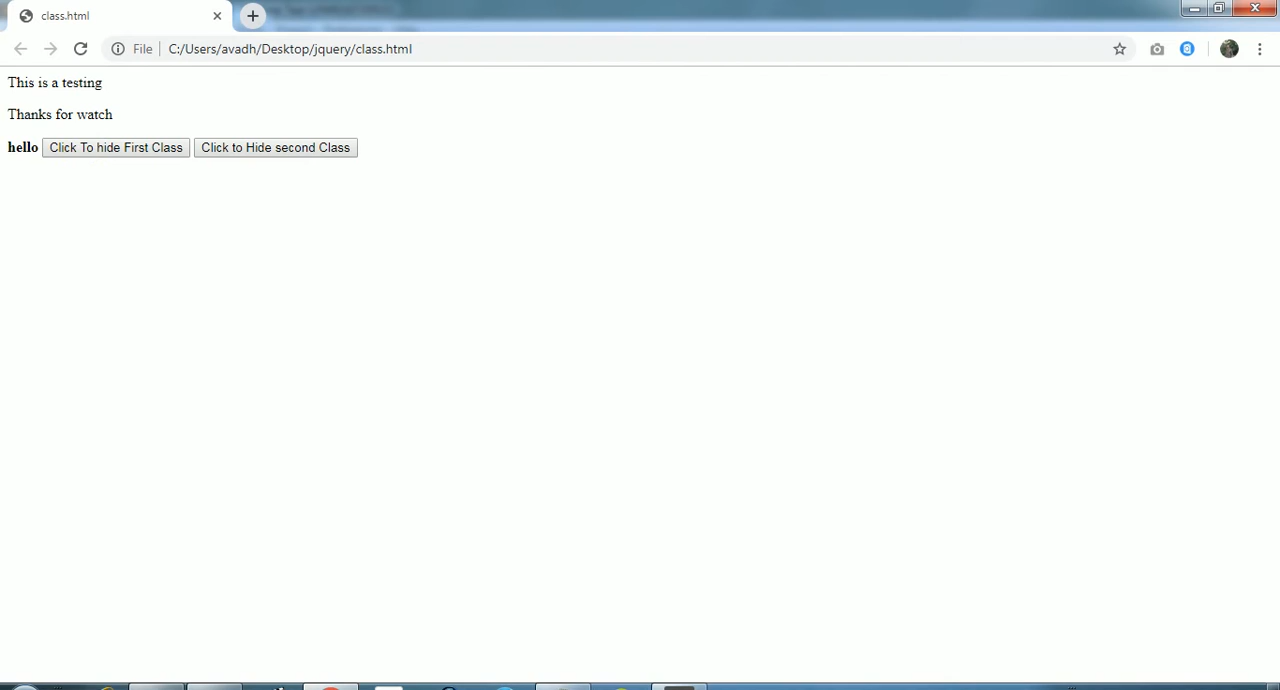 class.html
File C:/Users/avadh/Desktop/jquery/class.html
This is a testing
Thanks for watch
hello Click To hide First Class Click to Hide second Class